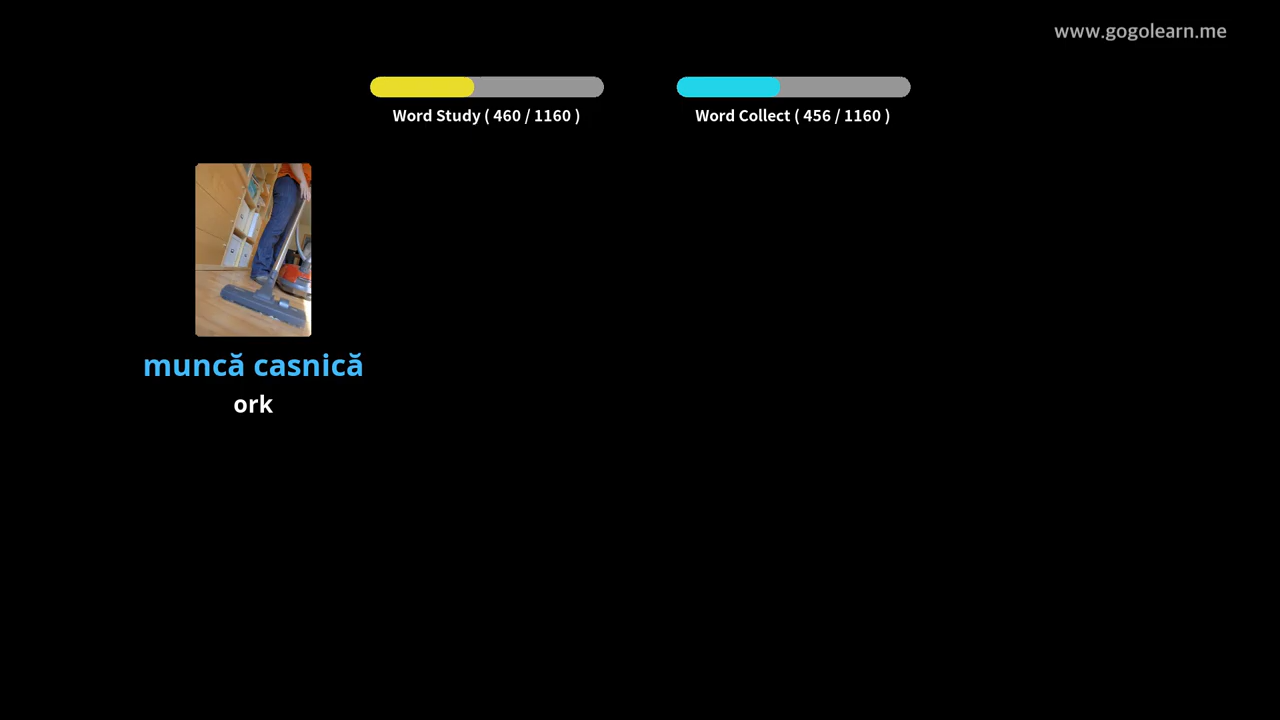 www.gogolearn.me
Word Study ( 460 / 1160 )
Word Collect ( 456 / 1160 )
muncă casnică
ork